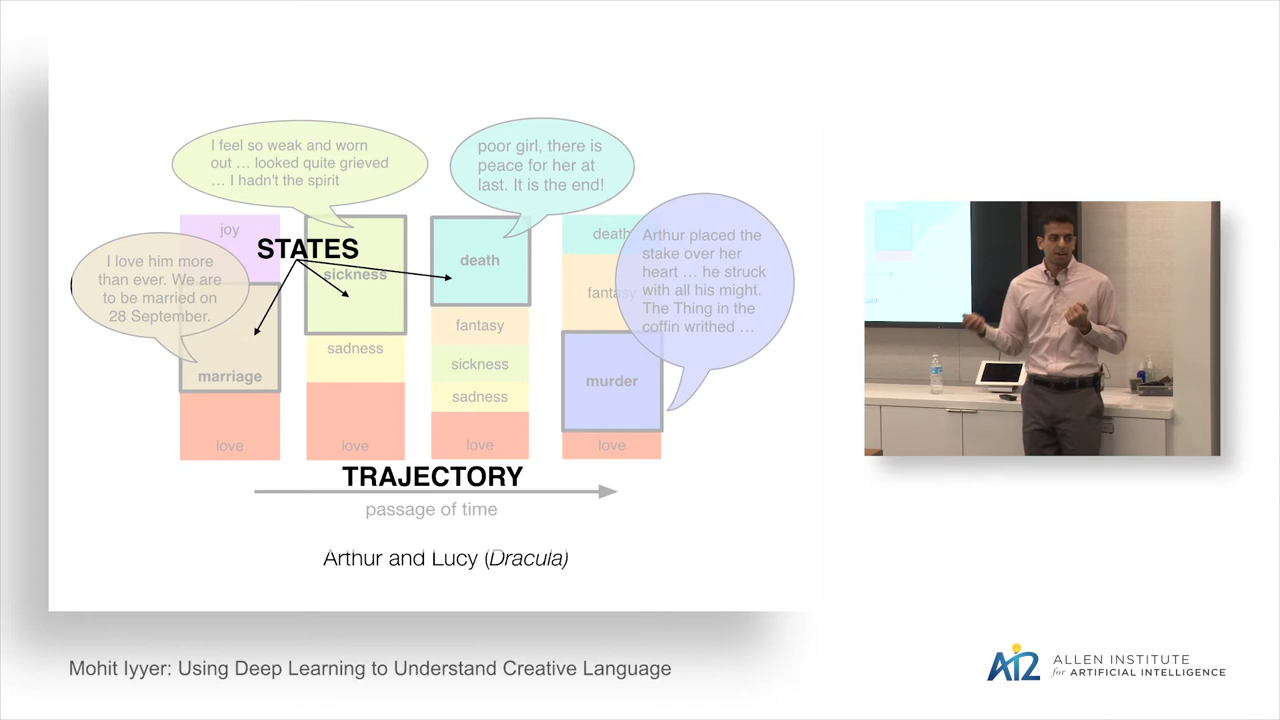 I feel so weak and worn
out … looked quite grieved
… I hadn't the spirit
poor girl, there is
peace for her at
last. It is the end!
I love him more
than ever. We are
to be married on
28 September.
Arthur placed the
stake over her
heart … he struck
with all his might.
The Thing in the
coffin writhed …
joy
STATES
marriage
love
sickness
sadness
love
death
fantasy
sickness
sadness
love
death
fantasy
murder
love
TRAJECTORY
passage of time
Arthur and Lucy (Dracula)
Mohit Iyyer: Using Deep Learning to Understand Creative Language
AI2
ALLEN INSTITUTE
for ARTIFICIAL INTELLIGENCE